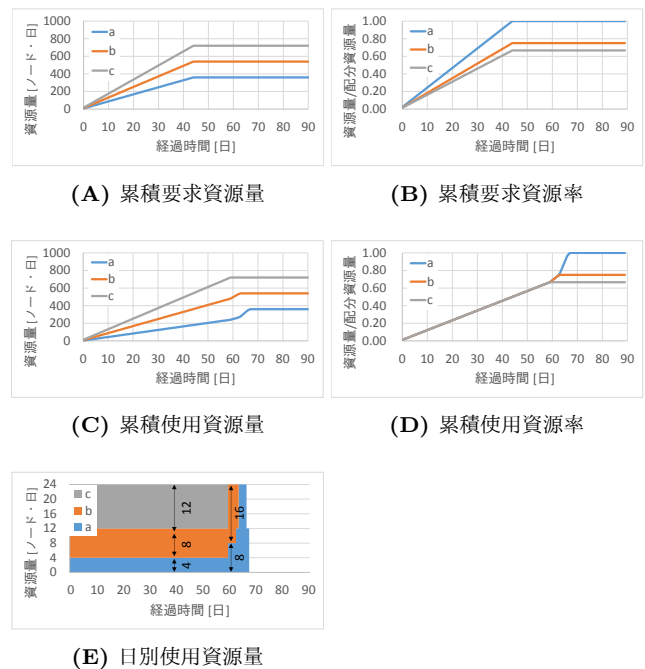 資源量 [ノード・日]
1000
800
600
400
200
0
a
b
c
0 10 20 30 40 50 60 70 80 90
経過時間 [日]
(A) 累積要求資源量
資源量/配分資源量
1.00
0.80
0.60
0.40
0.20
0.00
a
b
c
0 10 20 30 40 50 60 70 80 90
経過時間 [日]
(B) 累積要求資源率
資源量 [ノード・日]
1000
800
600
400
200
0
a
b
c
0 10 20 30 40 50 60 70 80 90
経過時間 [日]
(C) 累積使用資源量
資源量/配分資源量
1.00
0.80
0.60
0.40
0.20
0.00
a
b
c
0 10 20 30 40 50 60 70 80 90
経過時間 [日]
(D) 累積使用資源率
資源量 [ノード・日]
24
20
16
12
8
4
0
c
b
a
12
8
4
16
8
0 10 20 30 40 50 60 70 80 90
経過時間 [日]
(E) 日別使用資源量